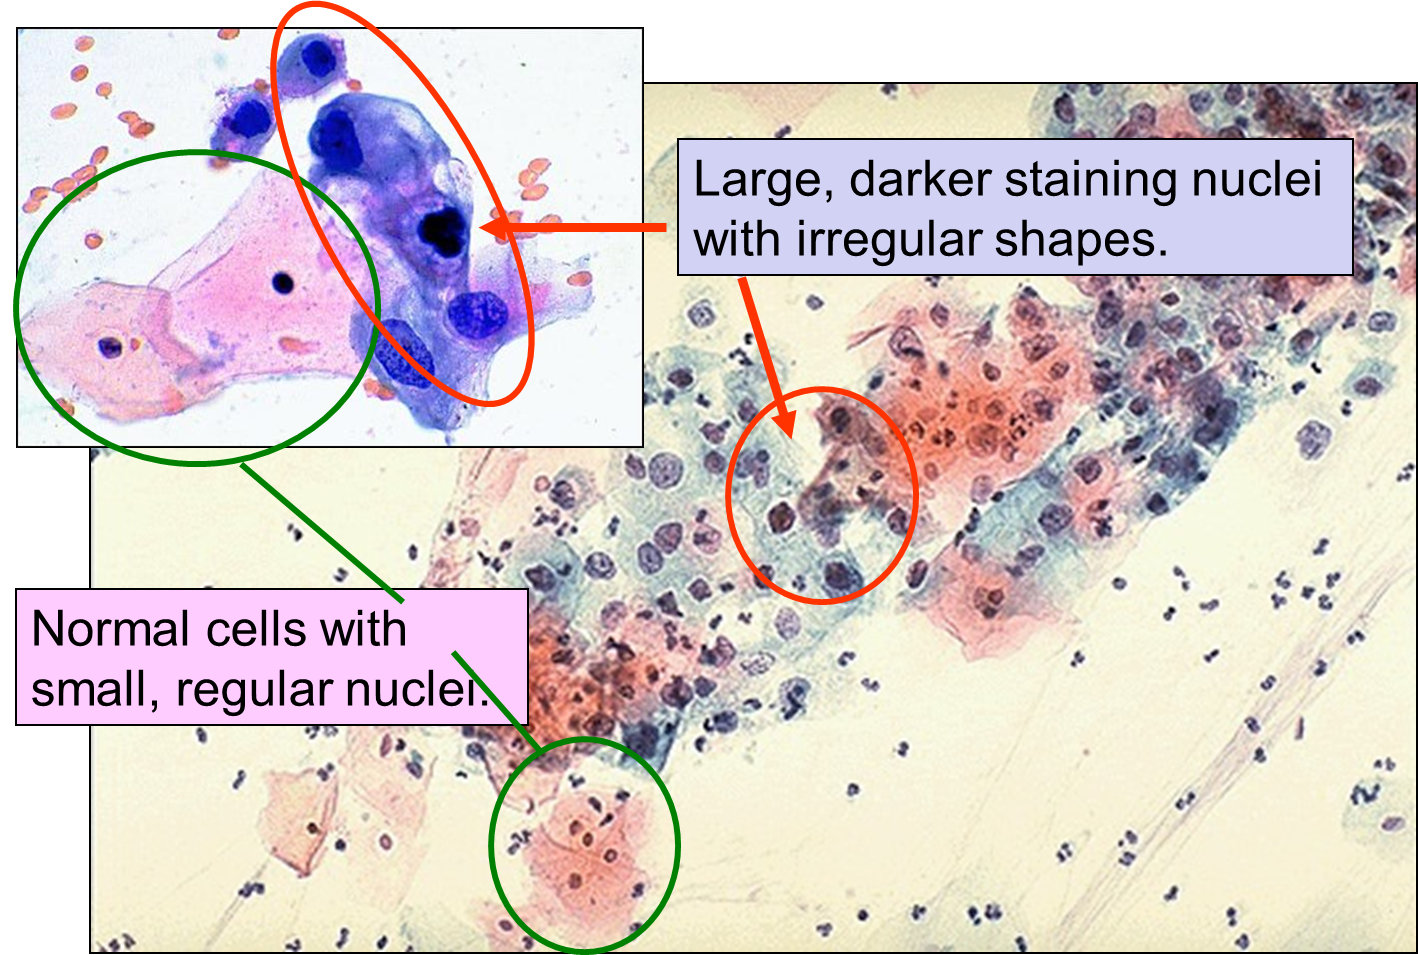 Large, darker staining nuclei
with irregular shapes.
Normal cells with
small, regular nuclei.